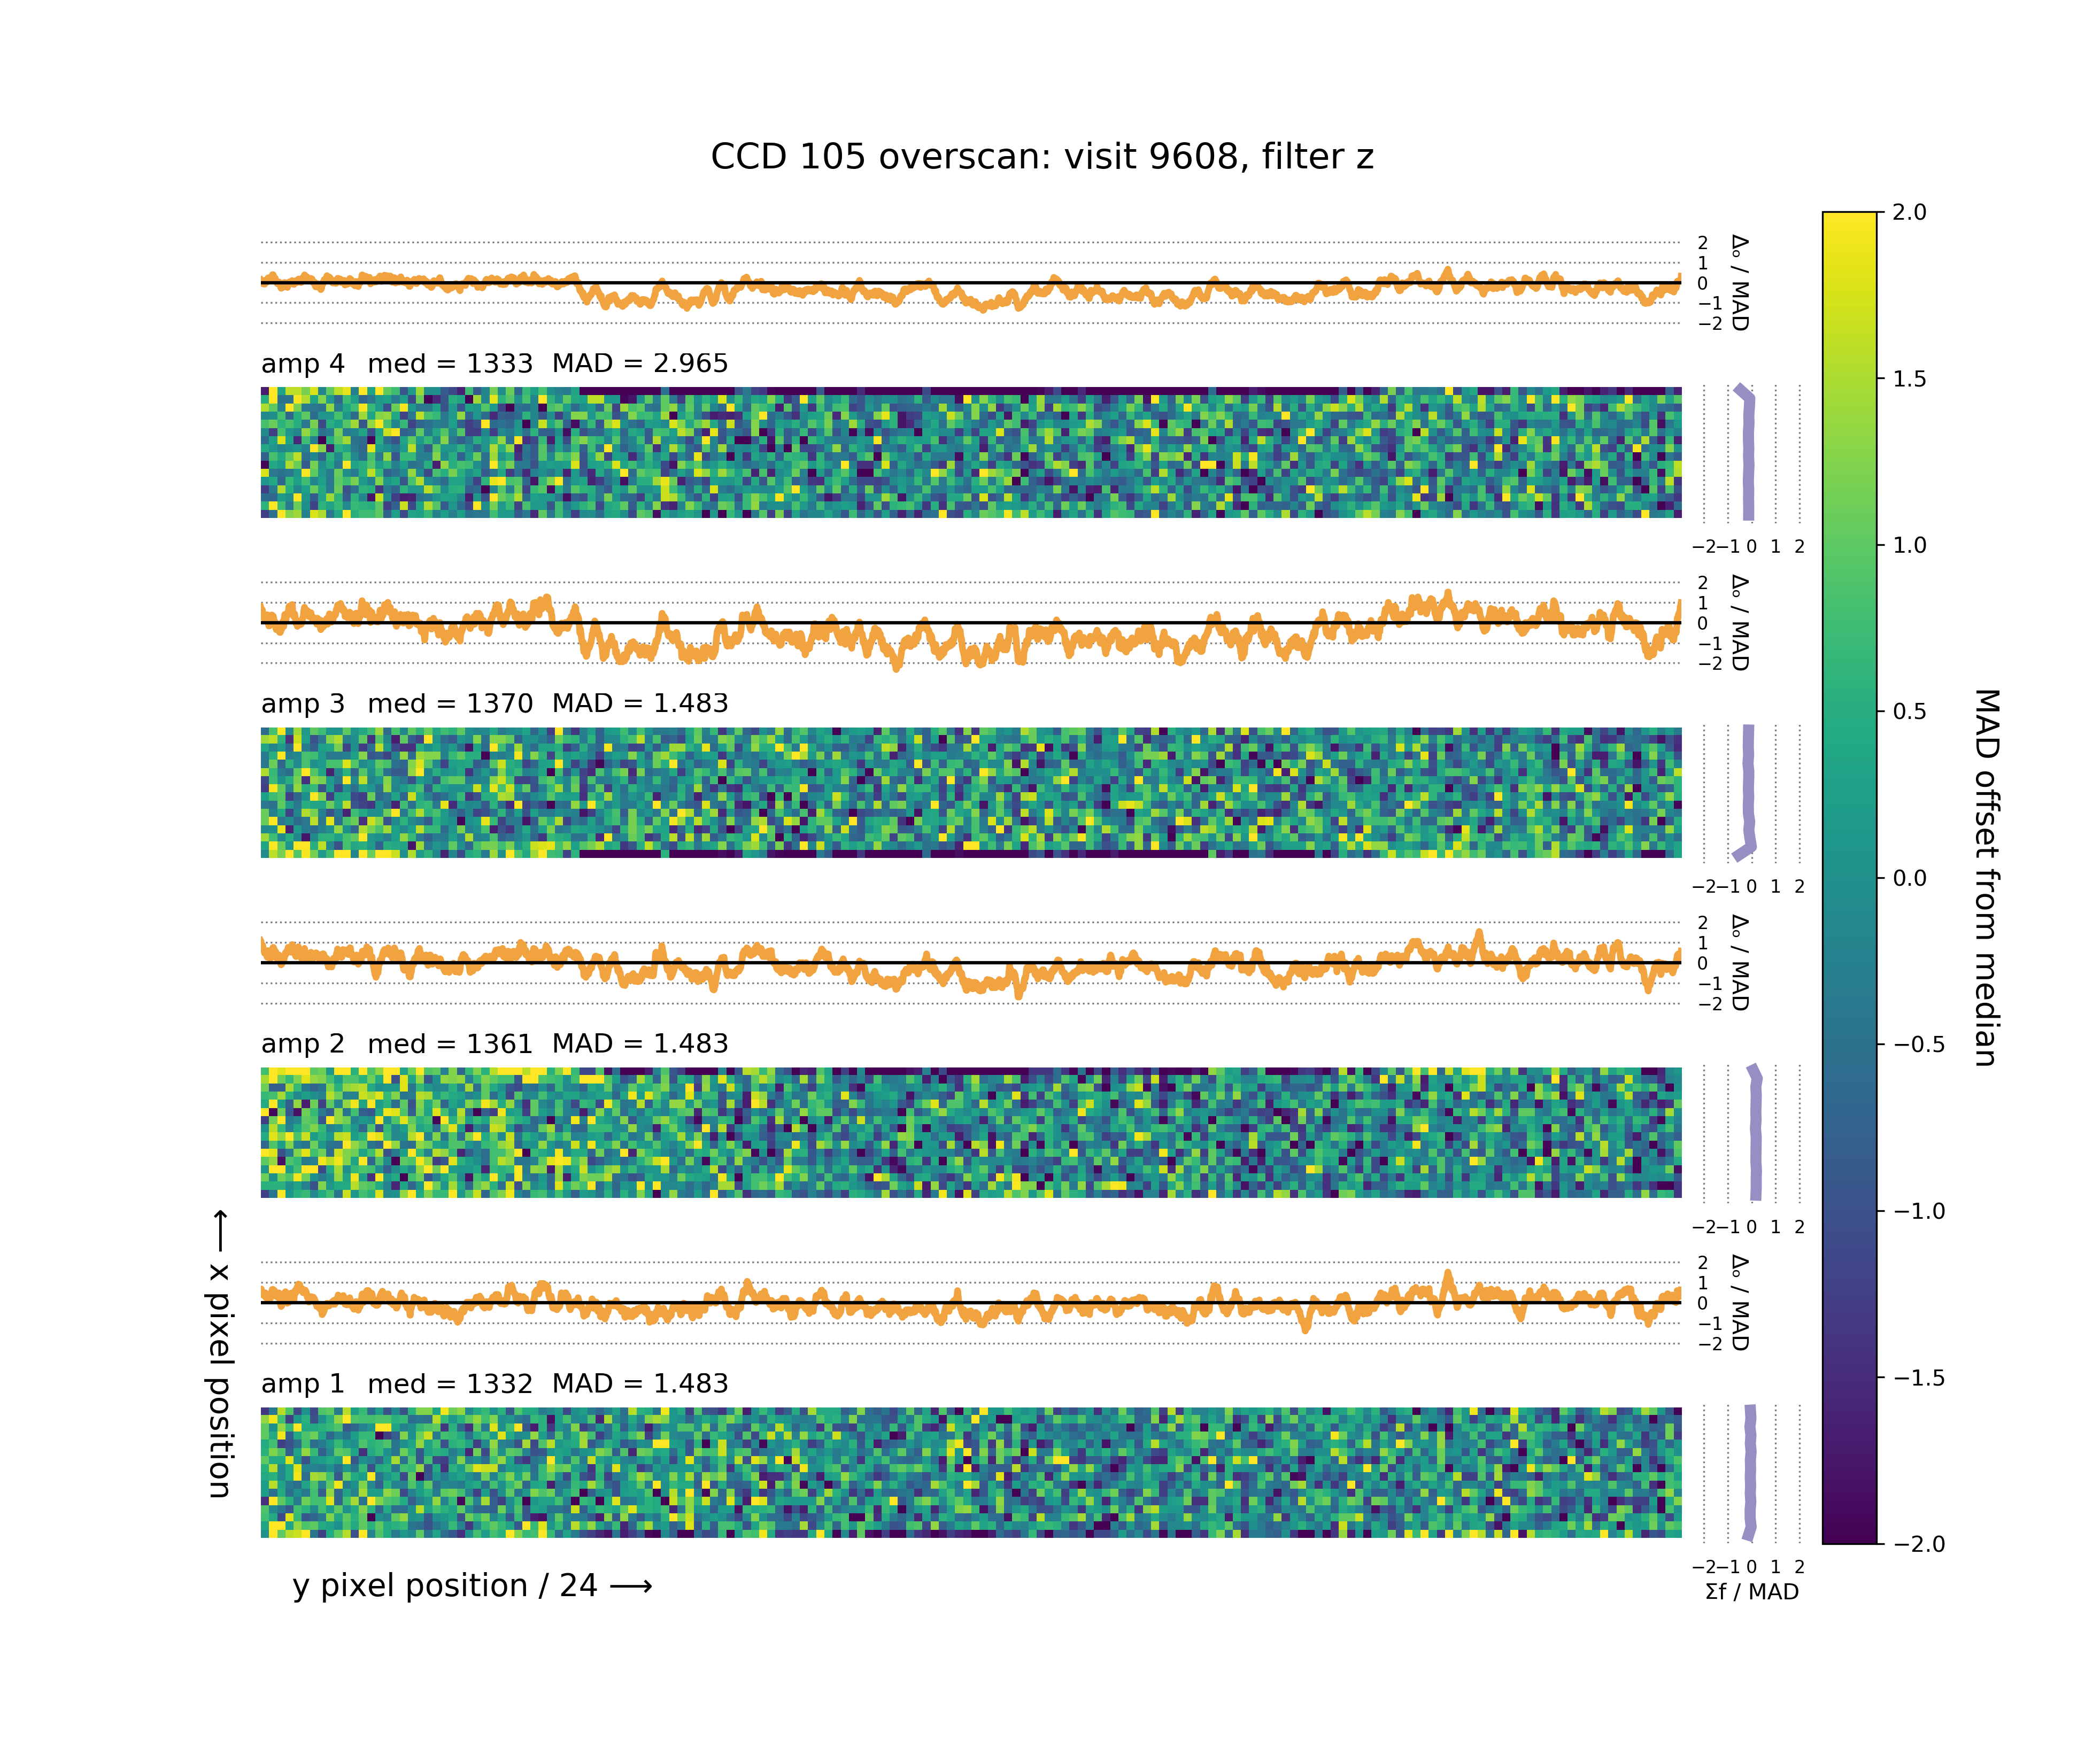 CCD 105 overscan: visit 9608, filter z
2
1
0
−1
−2
Δₒ / MAD
amp 4 med = 1333 MAD = 2.965
−2 −1 0 1 2
2
1
0
−1
−2
Δₒ / MAD
amp 3 med = 1370 MAD = 1.483
−2 −1 0 1 2
2
1
0
−1
−2
Δₒ / MAD
amp 2 med = 1361 MAD = 1.483
−2 −1 0 1 2
2
1
0
−1
−2
Δₒ / MAD
amp 1 med = 1332 MAD = 1.483
−2 −1 0 1 2
Σf / MAD
⟵ x pixel position
y pixel position / 24 ⟶
2.0
1.5
1.0
0.5
0.0
−0.5
−1.0
−1.5
−2.0
MAD offset from median